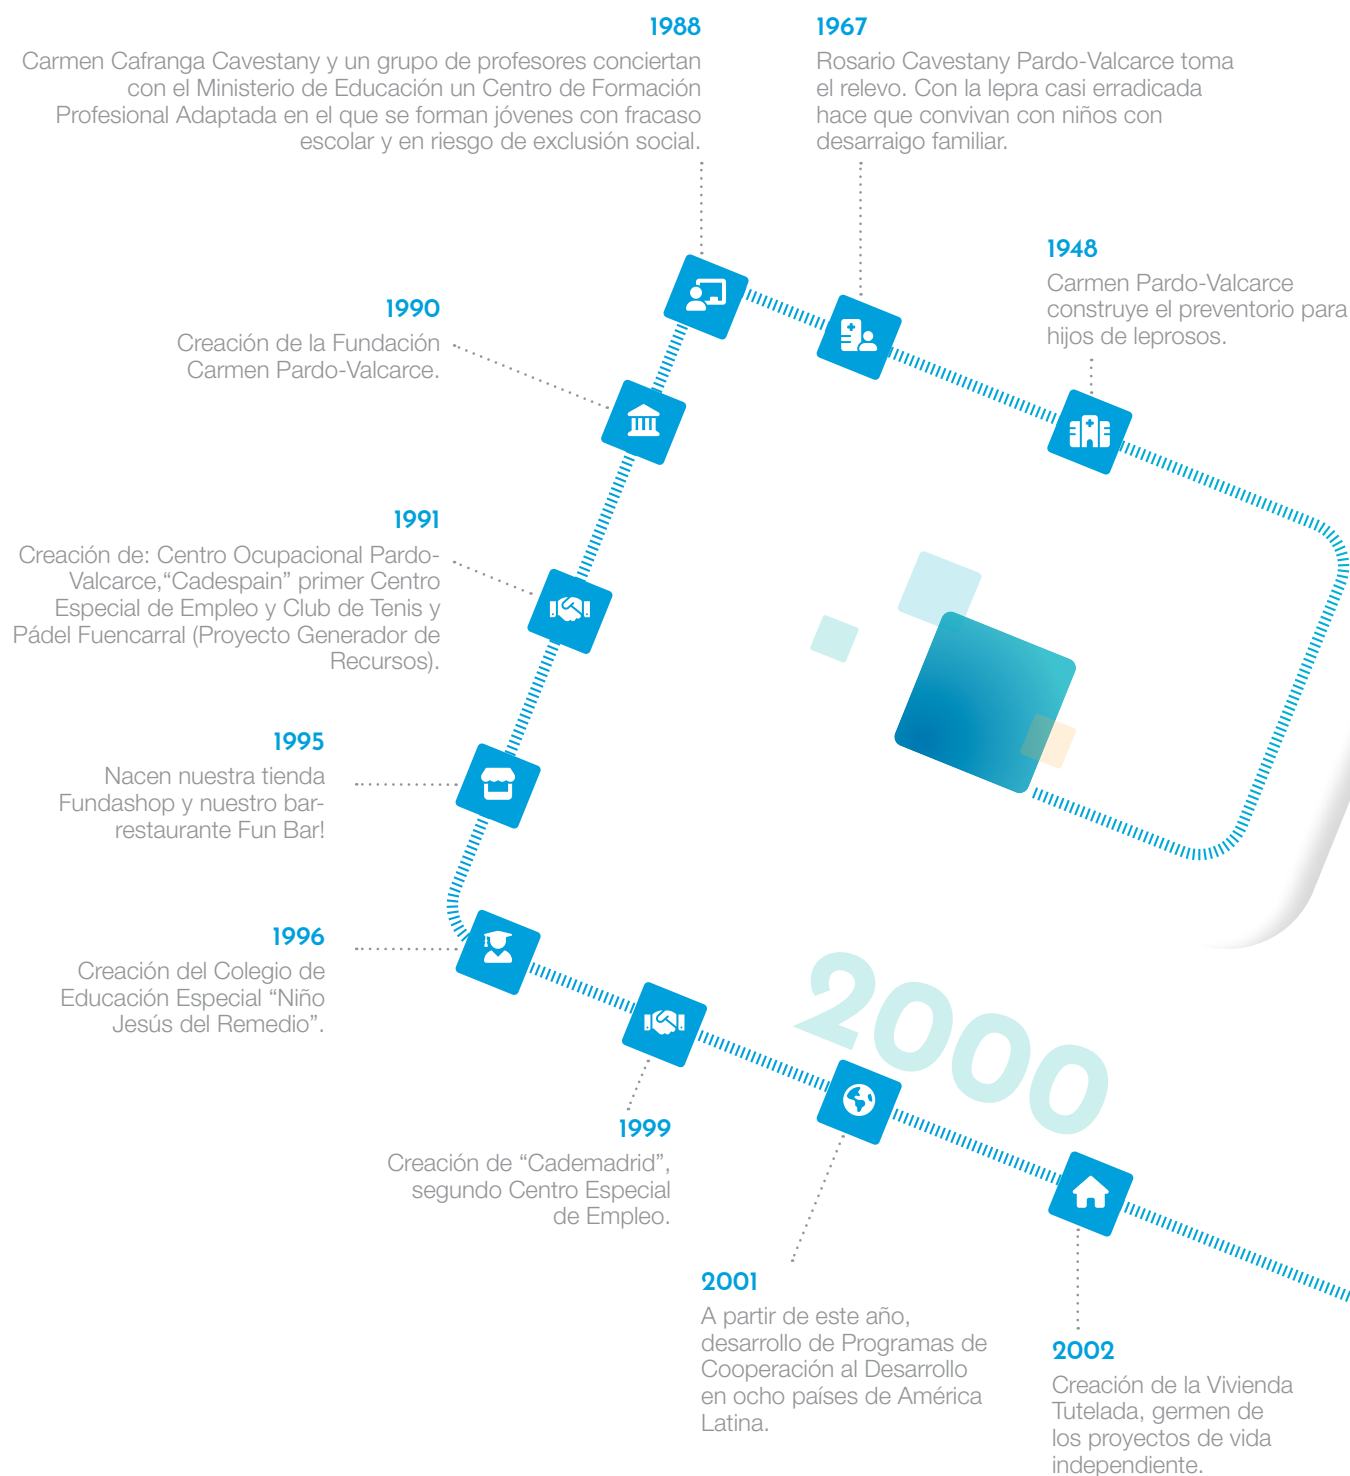 1988
Carmen Cafranga Cavestany y un grupo de profesores conciertan
con el Ministerio de Educación un Centro de Formación
Profesional Adaptada en el que se forman jóvenes con fracaso
escolar y en riesgo de exclusión social.
1967
Rosario Cavestany Pardo-Valcarce toma
el relevo. Con la lepra casi erradicada
hace que convivan con niños con
desarraigo familiar.
1948
Carmen Pardo-Valcarce
construye el preventorio para
hijos de leprosos.
1990
Creación de la Fundación
Carmen Pardo-Valcarce.
1991
Creación de: Centro Ocupacional Pardo-
Valcarce,“Cadespain” primer Centro
Especial de Empleo y Club de Tenis y
Pádel Fuencarral (Proyecto Generador de
Recursos).
1995
Nacen nuestra tienda
Fundashop y nuestro bar-
restaurante Fun Bar!
1996
Creación del Colegio de
Educación Especial “Niño
Jesús del Remedio”.
2000
1999
Creación de “Cademadrid”,
segundo Centro Especial
de Empleo.
2001
A partir de este año,
desarrollo de Programas de
Cooperación al Desarrollo
en ocho países de América
Latina.
2002
Creación de la Vivienda
Tutelada, germen de
los proyectos de vida
independiente.